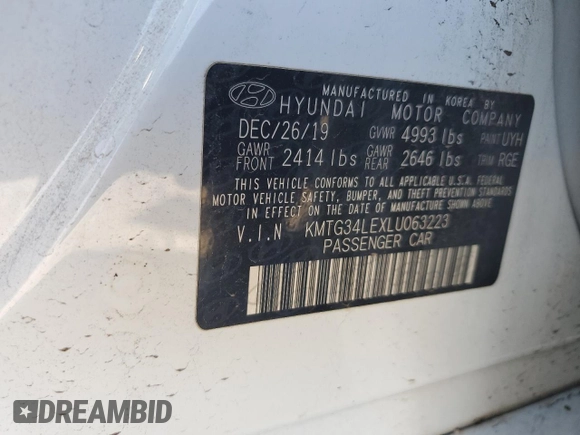 MANUFACTURED IN KOREA BY
HYUNDAI MOTOR COMPANY
DEC/26/19 GVWR 4993 lbs PAINT UYH
GAWR FRONT 2414 lbs GAWR REAR 2646 lbs TRIM RGE
THIS VEHICLE CONFORMS TO ALL APPLICABLE U.S.A. FEDERAL
MOTOR VEHICLE SAFETY, BUMPER, AND THEFT PREVENTION STANDARDS
IN EFFECT ON THE DATE OF MANUFACTURE SHOWN ABOVE.
V.I.N KMTG34LEXLU063223
PASSENGER CAR
DREAMBID